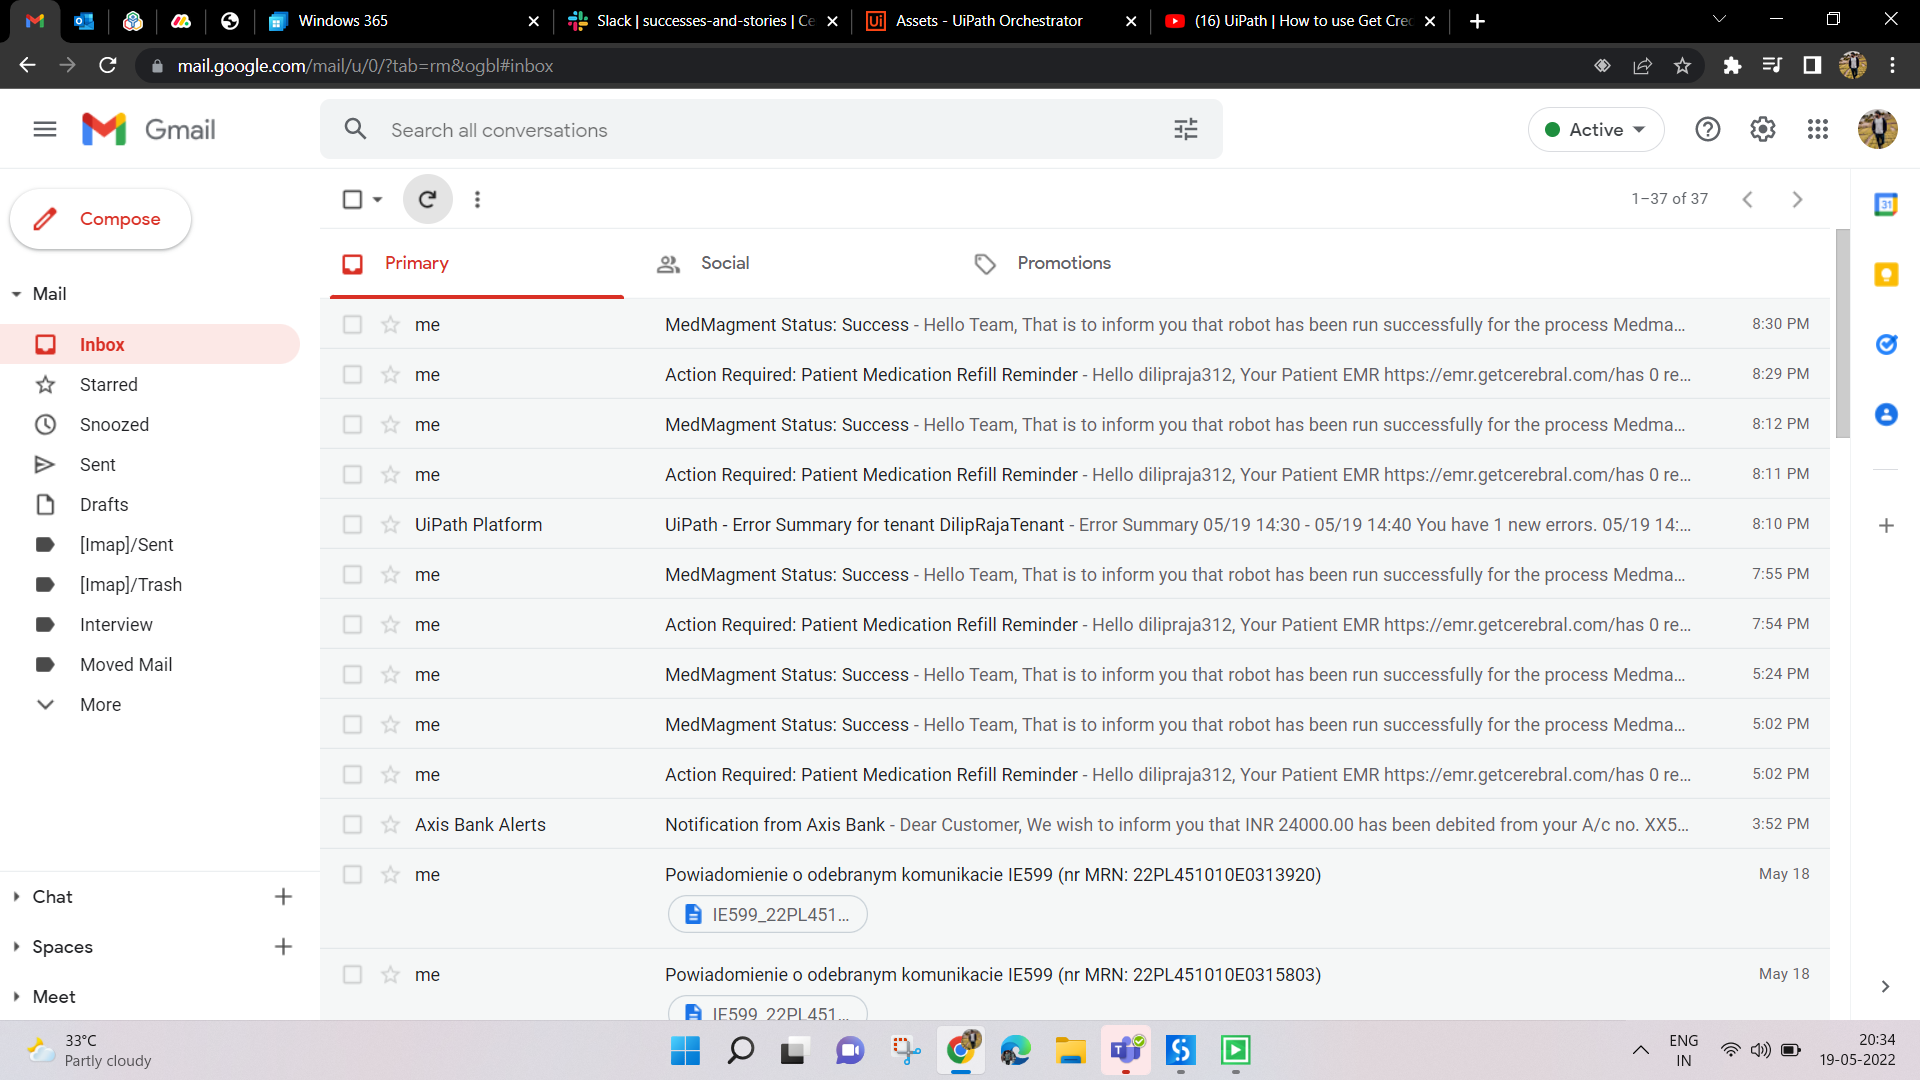 Windows 365
Slack | successes-and-stories | Ce
Assets - UiPath Orchestrator
(16) UiPath | How to use Get Cre
mail.google.com/mail/u/0/?tab=rm&ogbl#inbox
Gmail
Search all conversations
Active
Compose
1–37 of 37
Primary
Social
Promotions
Mail
Inbox
Starred
Snoozed
Sent
Drafts
[Imap]/Sent
[Imap]/Trash
Interview
Moved Mail
More
Chat
Spaces
Meet
me MedMagment Status: Success - Hello Team, That is to inform you that robot has been run successfully for the process Medma... 8:30 PM
me Action Required: Patient Medication Refill Reminder - Hello dilipraja312, Your Patient EMR https://emr.getcerebral.com/has 0 re... 8:29 PM
me MedMagment Status: Success - Hello Team, That is to inform you that robot has been run successfully for the process Medma... 8:12 PM
me Action Required: Patient Medication Refill Reminder - Hello dilipraja312, Your Patient EMR https://emr.getcerebral.com/has 0 re... 8:11 PM
UiPath Platform UiPath - Error Summary for tenant DilipRajaTenant - Error Summary 05/19 14:30 - 05/19 14:40 You have 1 new errors. 05/19 14:... 8:10 PM
me MedMagment Status: Success - Hello Team, That is to inform you that robot has been run successfully for the process Medma... 7:55 PM
me Action Required: Patient Medication Refill Reminder - Hello dilipraja312, Your Patient EMR https://emr.getcerebral.com/has 0 re... 7:54 PM
me MedMagment Status: Success - Hello Team, That is to inform you that robot has been run successfully for the process Medma... 5:24 PM
me MedMagment Status: Success - Hello Team, That is to inform you that robot has been run successfully for the process Medma... 5:02 PM
me Action Required: Patient Medication Refill Reminder - Hello dilipraja312, Your Patient EMR https://emr.getcerebral.com/has 0 re... 5:02 PM
Axis Bank Alerts Notification from Axis Bank - Dear Customer, We wish to inform you that INR 24000.00 has been debited from your A/c no. XX5... 3:52 PM
me Powiadomienie o odebranym komunikacie IE599 (nr MRN: 22PL451010E0313920) May 18
IE599_22PL451...
me Powiadomienie o odebranym komunikacie IE599 (nr MRN: 22PL451010E0315803) May 18
IE599_22PL451...
31
33°C
Partly cloudy
ENG
IN
20:34
19-05-2022